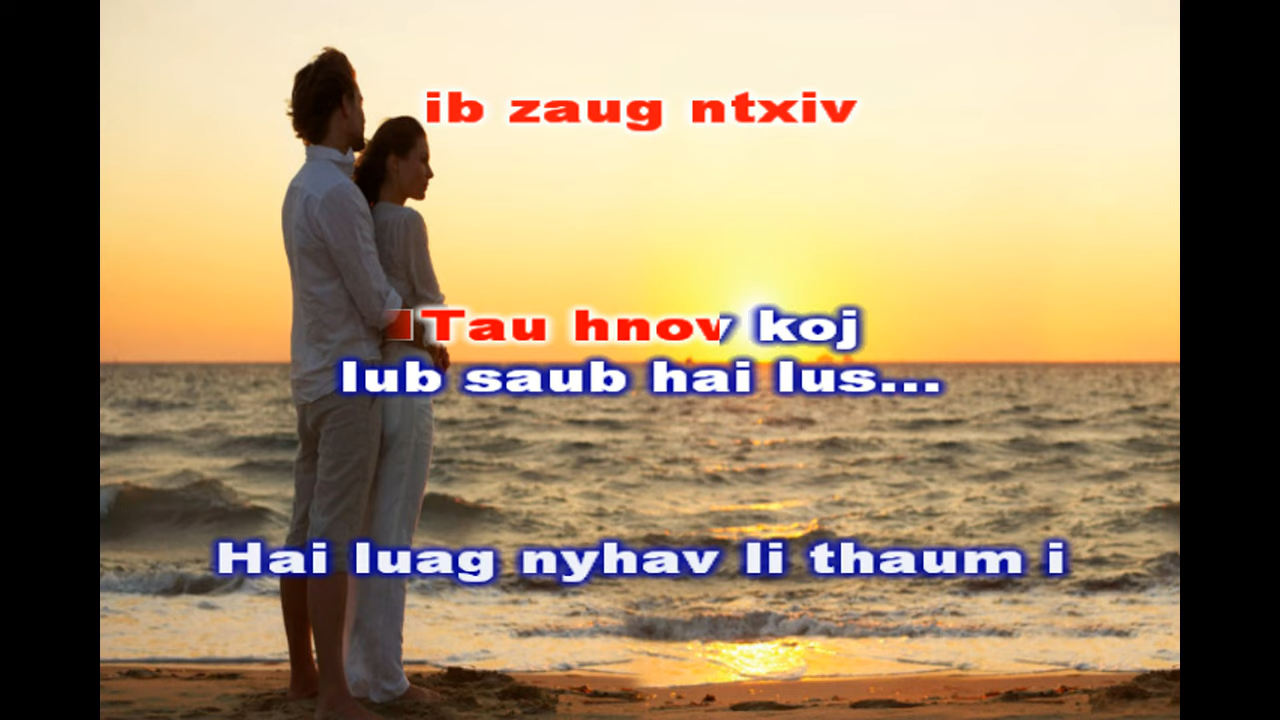 ib zaug ntxiv
Tau hnov koj
lub saub hai lus...
Hai luag nyhav li thaum i